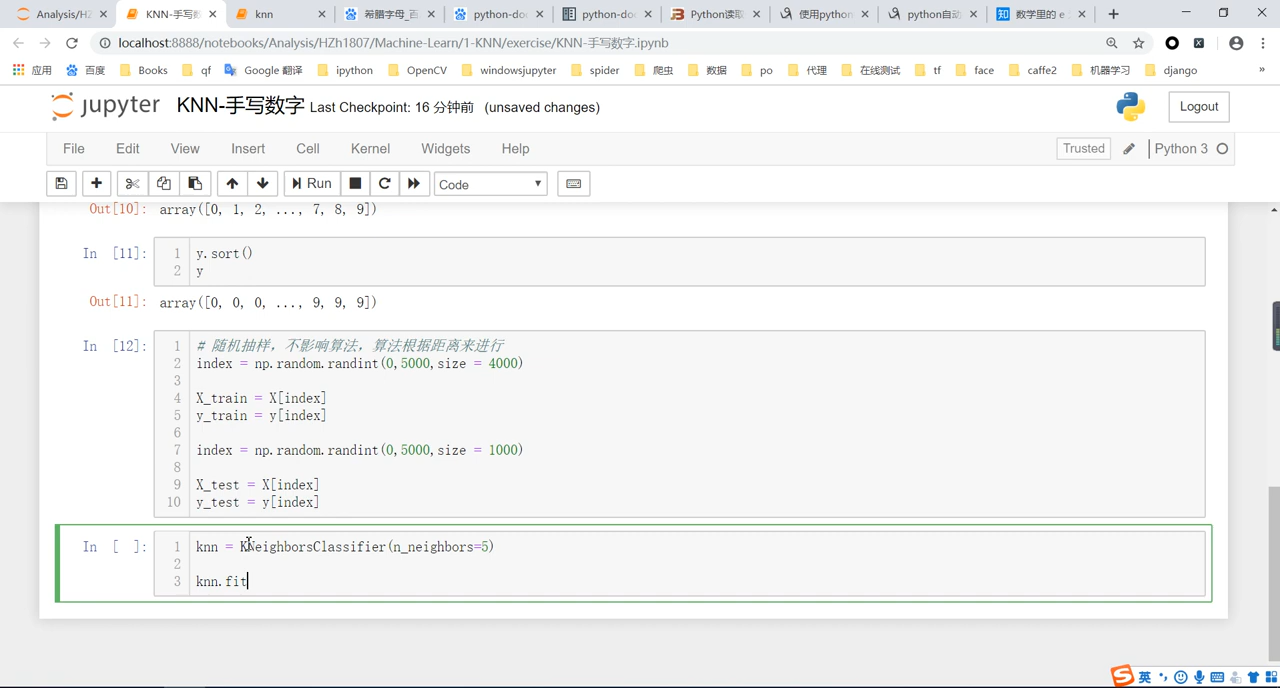 Analysis/HZ
KNN-手写数字
knn
希腊字母_百
python-do
python-doc
Python读取
使用python
python自动
数学里的 e
localhost:8888/notebooks/Analysis/HZh1807/Machine-Learn/1-KNN/exercise/KNN-手写数字.ipynb
应用 百度 Books qf Google 翻译 ipython OpenCV windowsjupyter spider 爬虫 数据 po 代理 在线测试 tf face caffe2 机器学习 django »
jupyter KNN-手写数字 Last Checkpoint: 16 分钟前 (unsaved changes) Logout
File Edit View Insert Cell Kernel Widgets Help Trusted Python 3
Run Code
Out[10]: array([0, 1, 2, ..., 7, 8, 9])
In [11]: 1 y.sort()
2 y
Out[11]: array([0, 0, 0, ..., 9, 9, 9])
In [12]: 1 # 随机抽样，不影响算法，算法根据距离来进行
2 index = np.random.randint(0,5000,size = 4000)
3
4 X_train = X[index]
5 y_train = y[index]
6
7 index = np.random.randint(0,5000,size = 1000)
8
9 X_test = X[index]
10 y_test = y[index]
In [ ]: 1 knn = KNeighborsClassifier(n_neighbors=5)
2
3 knn.fit
英